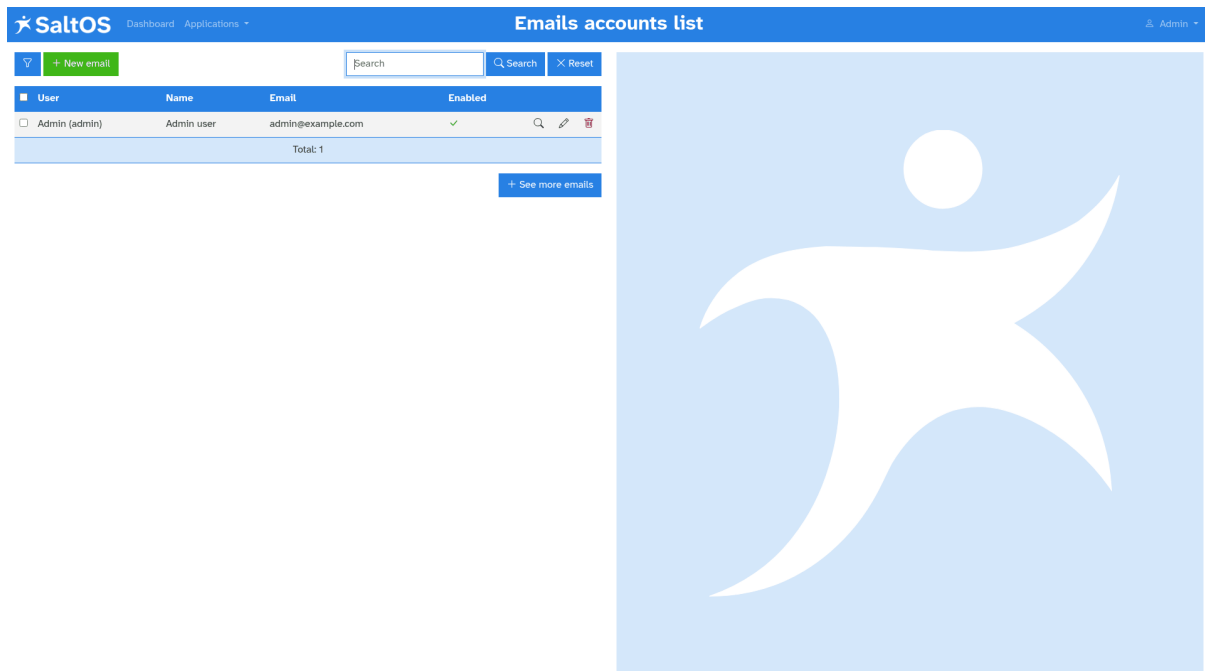 SaltOS Dashboard Applications Emails accounts list Admin
+ New email Search Search Reset
User Name Email Enabled
Admin (admin) Admin user admin@example.com
Total: 1
+ See more emails